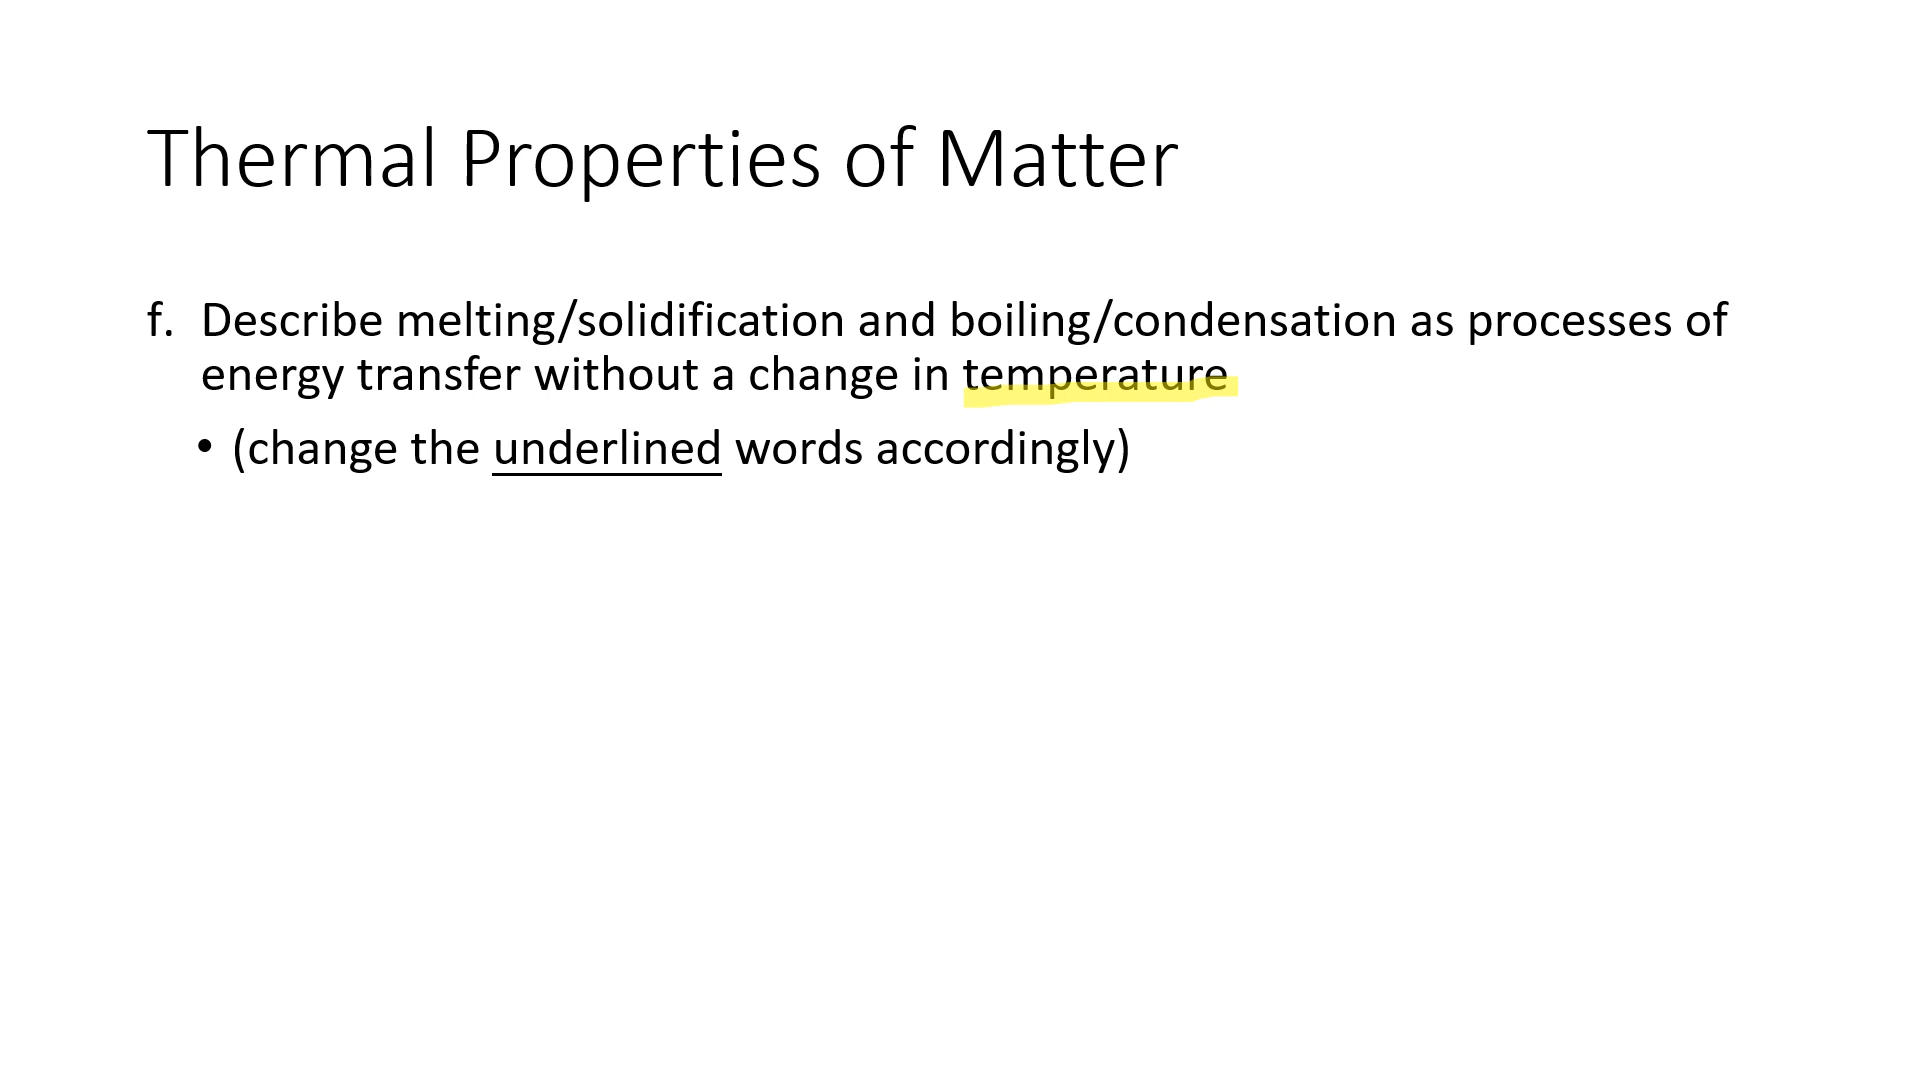 Thermal Properties of Matter
f. Describe melting/solidification and boiling/condensation as processes of
energy transfer without a change in temperature
• (change the underlined words accordingly)